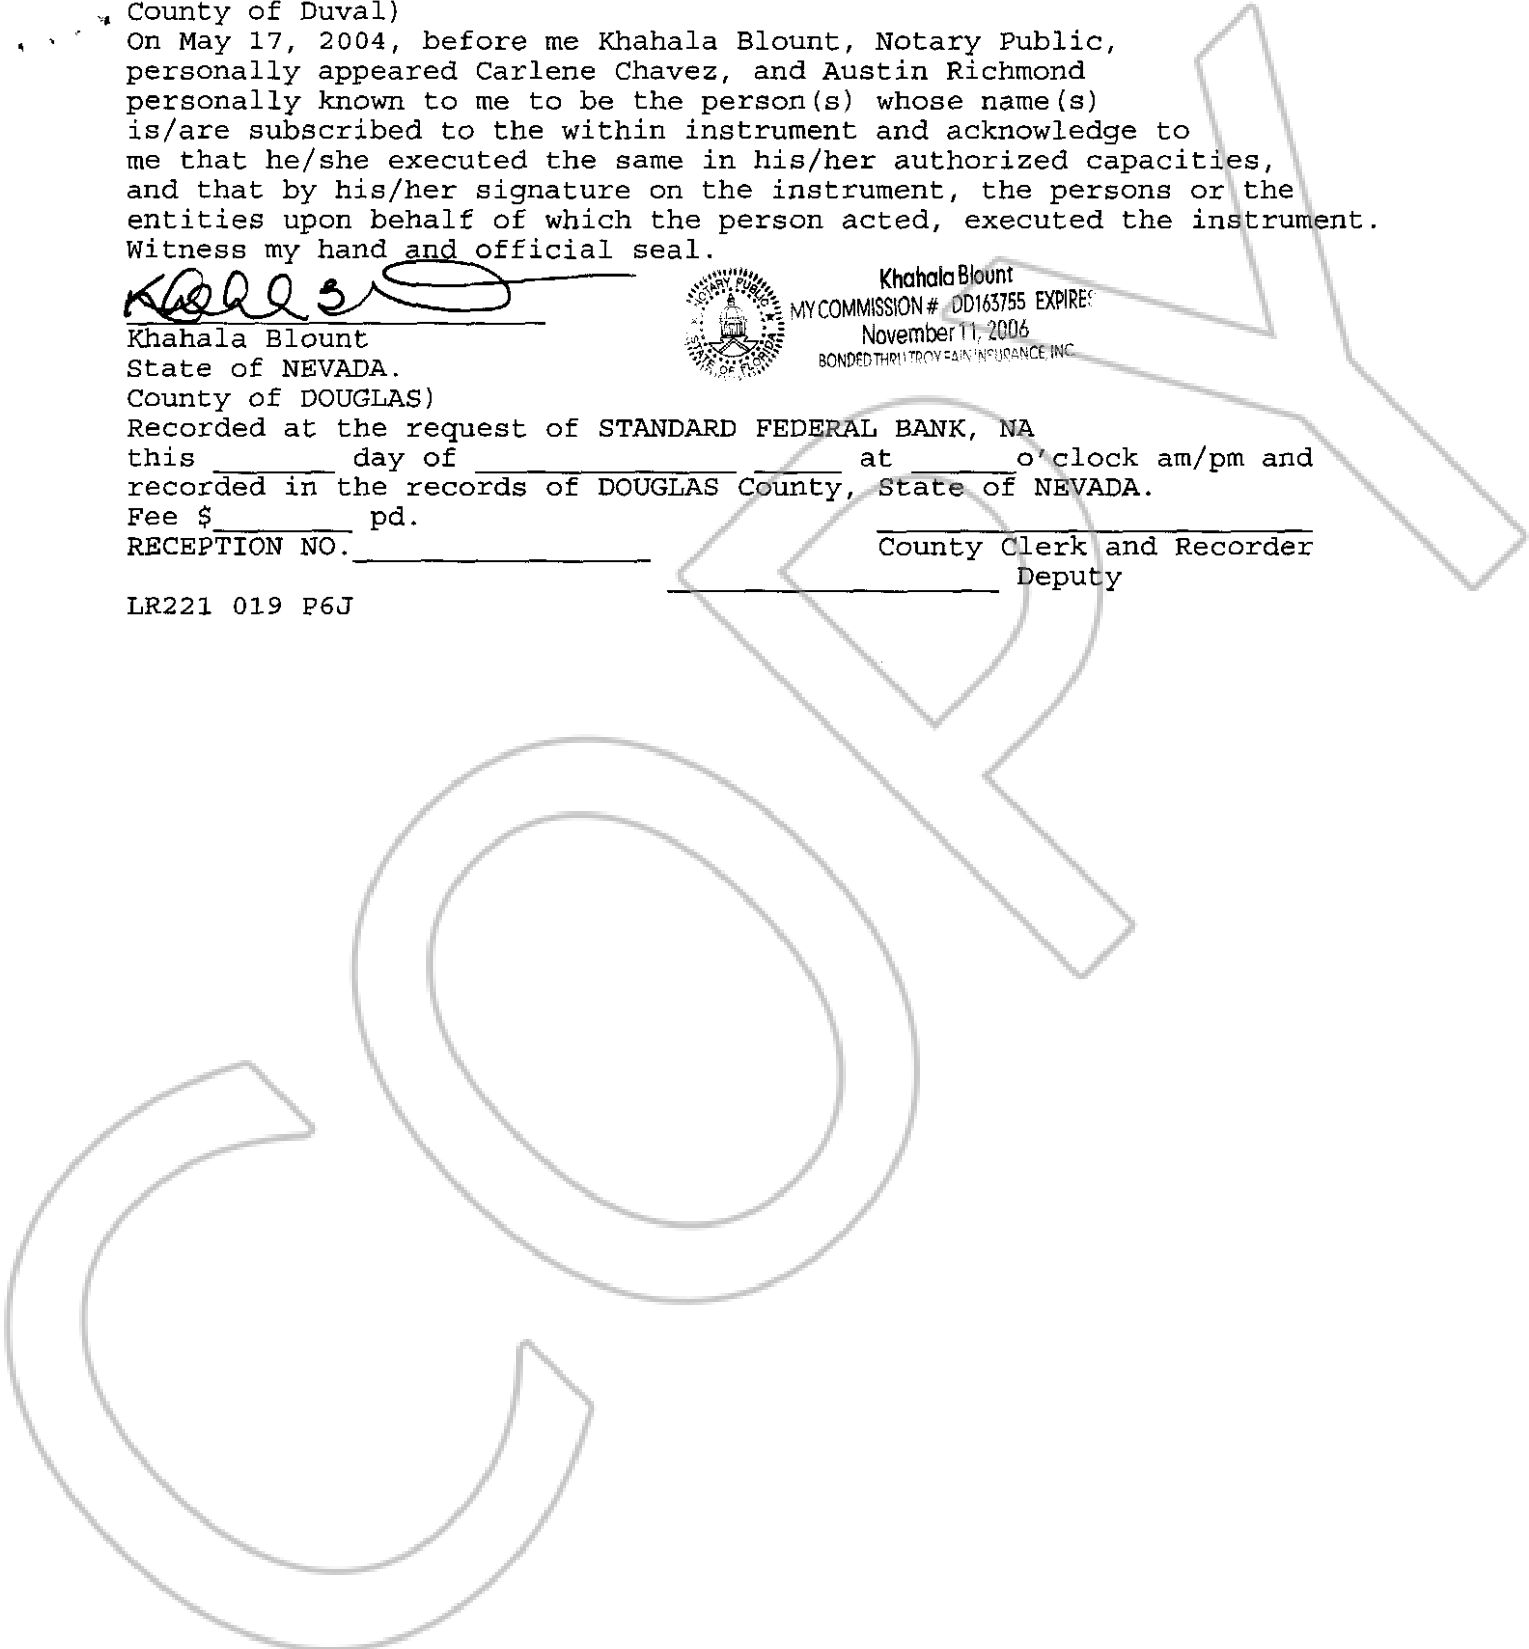 County of Duval)
On May 17, 2004, before me Khahala Blount, Notary Public,
personally appeared Carlene Chavez, and Austin Richmond
personally known to me to be the person(s) whose name(s)
is/are subscribed to the within instrument and acknowledge to
me that he/she executed the same in his/her authorized capacities,
and that by his/her signature on the instrument, the persons or the
entities upon behalf of which the person acted, executed the instrument.
Witness my hand and official seal.
NOTARY PUBLIC
STATE OF FLORIDA
Khahala Blount
MY COMMISSION # DD163755 EXPIRES
November 11, 2006
BONDED THRU TROY FAIN INSURANCE, INC
Khahala Blount
State of NEVADA.
County of DOUGLAS)
Recorded at the request of STANDARD FEDERAL BANK, NA
this _______ day of _______________ _____ at ______o'clock am/pm and
recorded in the records of DOUGLAS County, State of NEVADA.
Fee $________ pd.
RECEPTION NO._________________
County Clerk and Recorder
___________________ Deputy
LR221 019 P6J
COPY